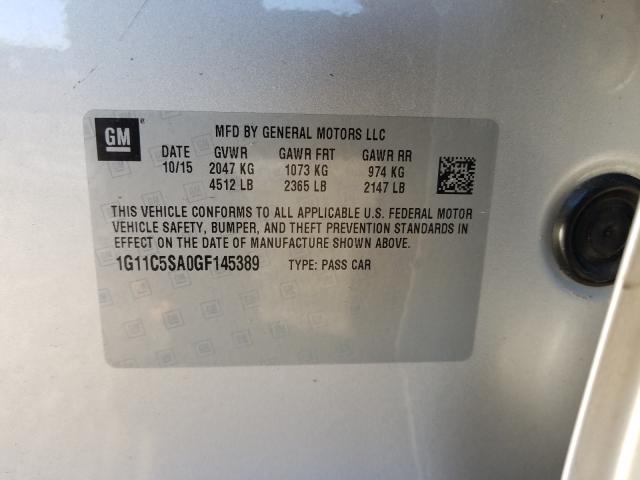 GM ® MFD BY GENERAL MOTORS LLC
DATE GVWR GAWR FRT GAWR RR
10/15 2047 KG 1073 KG 974 KG
4512 LB 2365 LB 2147 LB
THIS VEHICLE CONFORMS TO ALL APPLICABLE U.S. FEDERAL MOTOR
VEHICLE SAFETY, BUMPER, AND THEFT PREVENTION STANDARDS IN
EFFECT ON THE DATE OF MANUFACTURE SHOWN ABOVE.
1G11C5SA0GF145389 TYPE: PASS CAR